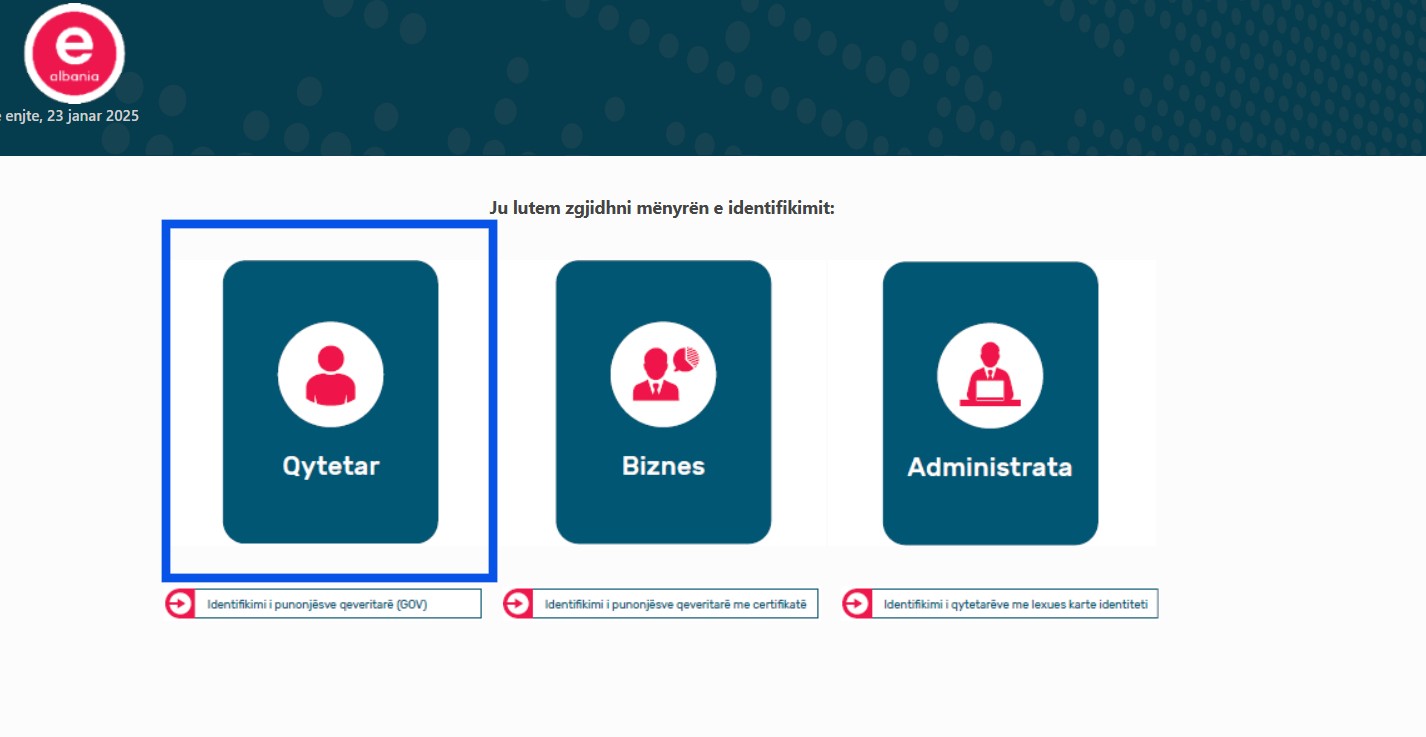 e
albania
enjte, 23 janar 2025
Ju lutem zgjidhni mënyrën e identifikimit:
Qytetar
Biznes
Administrata
Identifikimi i punonjësve qeveritarë (GOV)
Identifikimi i punonjësve qeveritarë me certifikatë
Identifikimi i qytetarëve me lexues karte identiteti